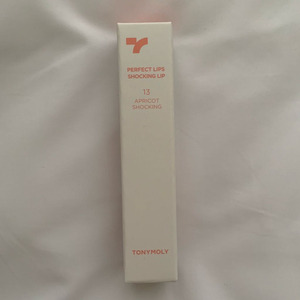 PERFECT LIPS
SHOCKING LIP
13
APRICOT
SHOCKING
TONYMOLY